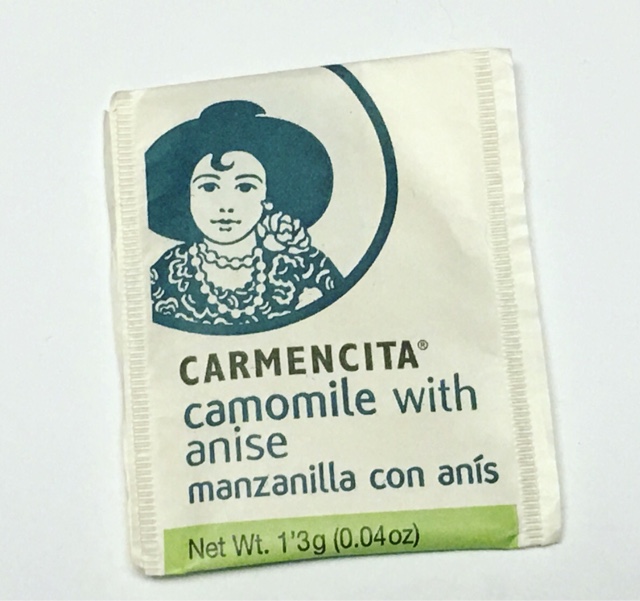 CARMENCITA®
camomile with
anise
manzanilla con anís
Net Wt. 1'3g (0.04oz)